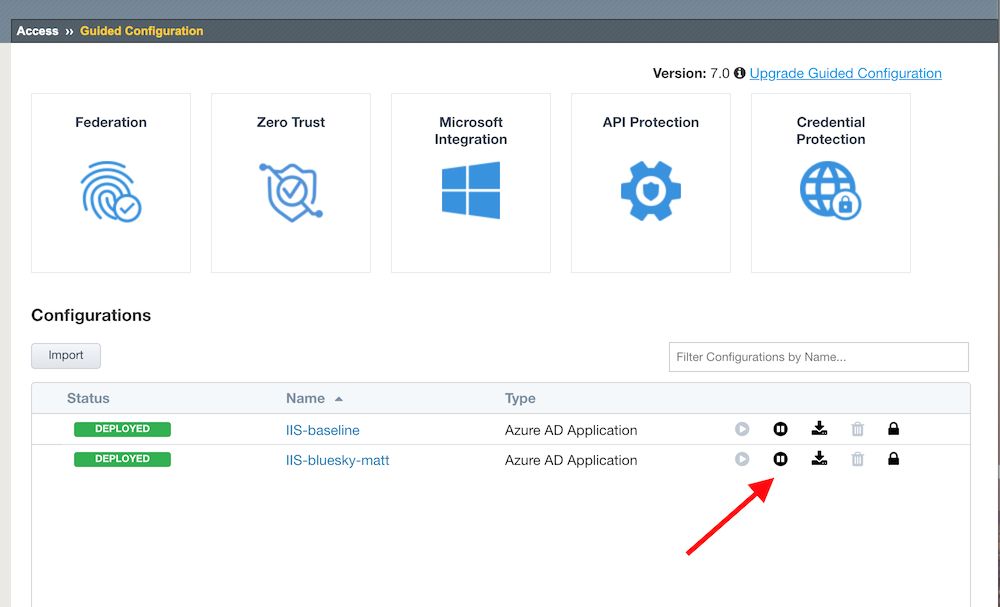 Access » Guided Configuration
Version: 7.0 Upgrade Guided Configuration
Federation
Zero Trust
Microsoft
Integration
API Protection
Credential
Protection
Configurations
Import
Filter Configurations by Name...
Status Name Type
DEPLOYED IIS-baseline Azure AD Application
DEPLOYED IIS-bluesky-matt Azure AD Application